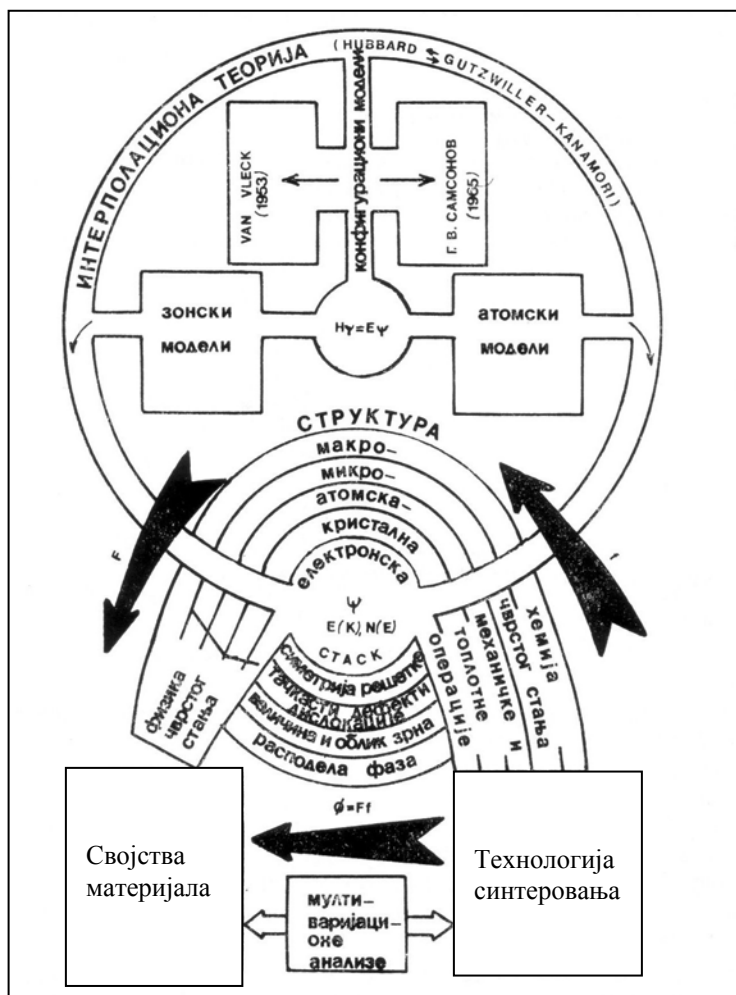 ИНТЕРПОЛАЦИОНА ТЕОРИЈА
(HUBBARD ⇆ GUTZWILLER – KANAMORI)
конфигурациони модели
VAN VLECK
(1953)
Г. В. САМСОНОВ
(1965)
зонски
модели
HΨ=EΨ
атомски
модели
СТРУКТУРА
макро–
микро–
атомска–
кристална
електронска
F
f
Ψ
E(K), N(E)
СТАСК
симетрија решетке
тачкасти дефекти
дислокације
величина и облик зрна
расподела фаза
физика
чврстог
стања
хемија
чврстог стања
механичке и
топлотне
операције
Ø=Ff
Својства
материјала
Технологија
синтеровања
мулти–
варијаци–
оне
анализе